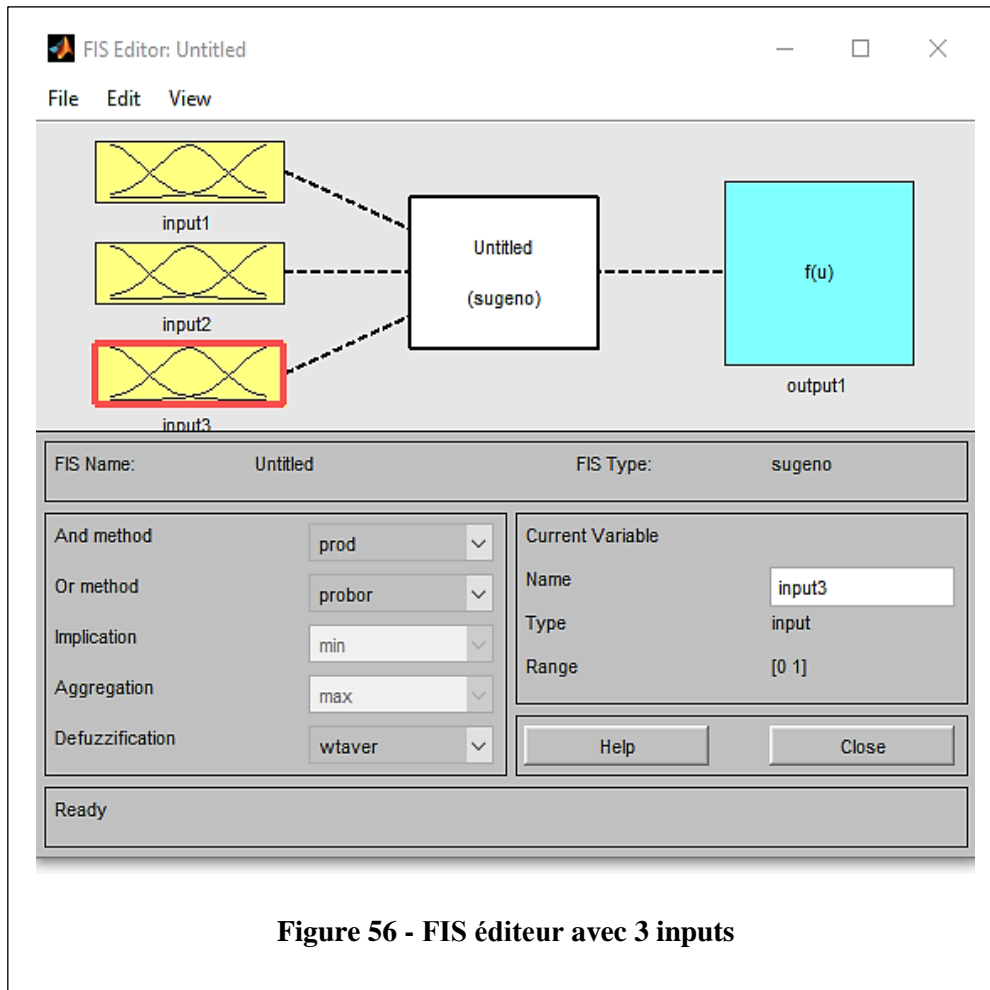 FIS Editor: Untitled
File Edit View
input1
input2
input3
Untitled
(sugeno)
f(u)
output1
FIS Name: Untitled FIS Type: sugeno
And method prod
Or method probor
Implication min
Aggregation max
Defuzzification wtaver
Current Variable
Name input3
Type input
Range [0 1]
Help Close
Ready
Figure 56 - FIS éditeur avec 3 inputs